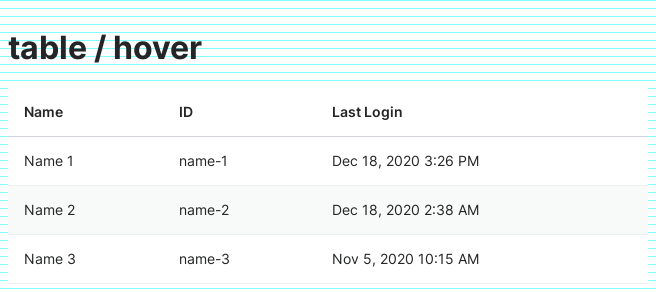 table / hover
Name ID Last Login
Name 1 name-1 Dec 18, 2020 3:26 PM
Name 2 name-2 Dec 18, 2020 2:38 AM
Name 3 name-3 Nov 5, 2020 10:15 AM